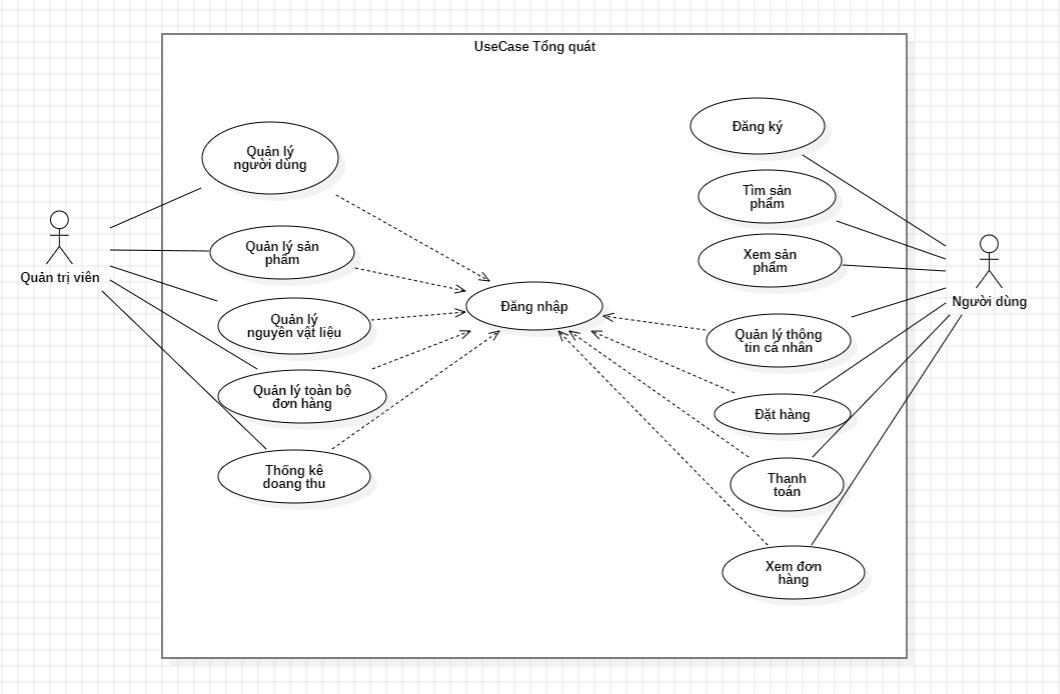 UseCase Tổng quát
Quản lý
người dùng
Quản lý sản
phẩm
Quản lý
nguyên vật liệu
Quản lý toàn bộ
đơn hàng
Thống kê
doang thu
Quản trị viên
Đăng nhập
Đăng ký
Tìm sản
phẩm
Xem sản
phẩm
Quản lý thông
tin cá nhân
Đặt hàng
Thanh
toán
Xem đơn
hàng
Người dùng